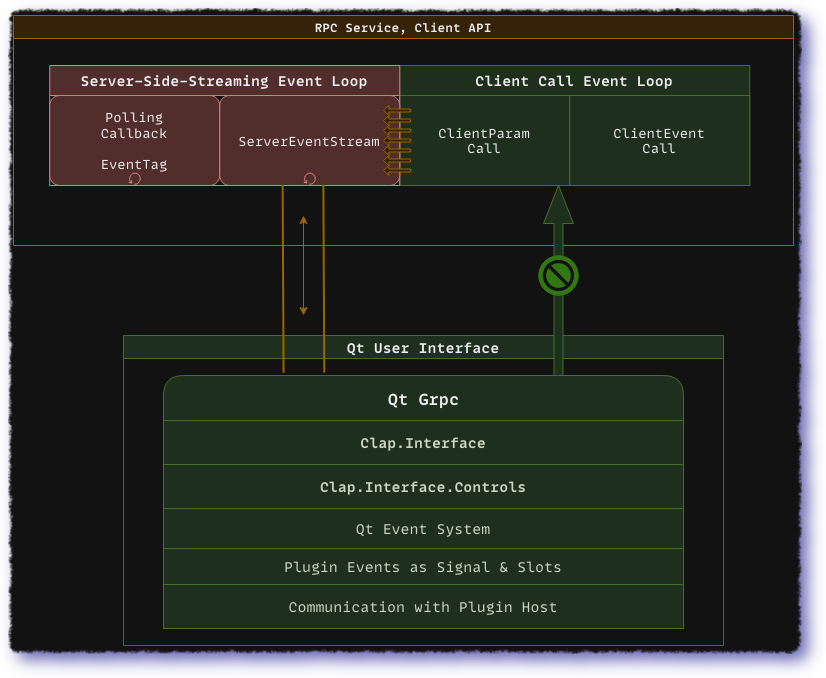 RPC Service, Client API
Server-Side-Streaming Event Loop
Client Call Event Loop
Polling
Callback
EventTag
ServerEventStream
ClientParam
Call
ClientEvent
Call
Qt User Interface
Qt Grpc
Clap.Interface
Clap.Interface.Controls
Qt Event System
Plugin Events as Signal & Slots
Communication with Plugin Host